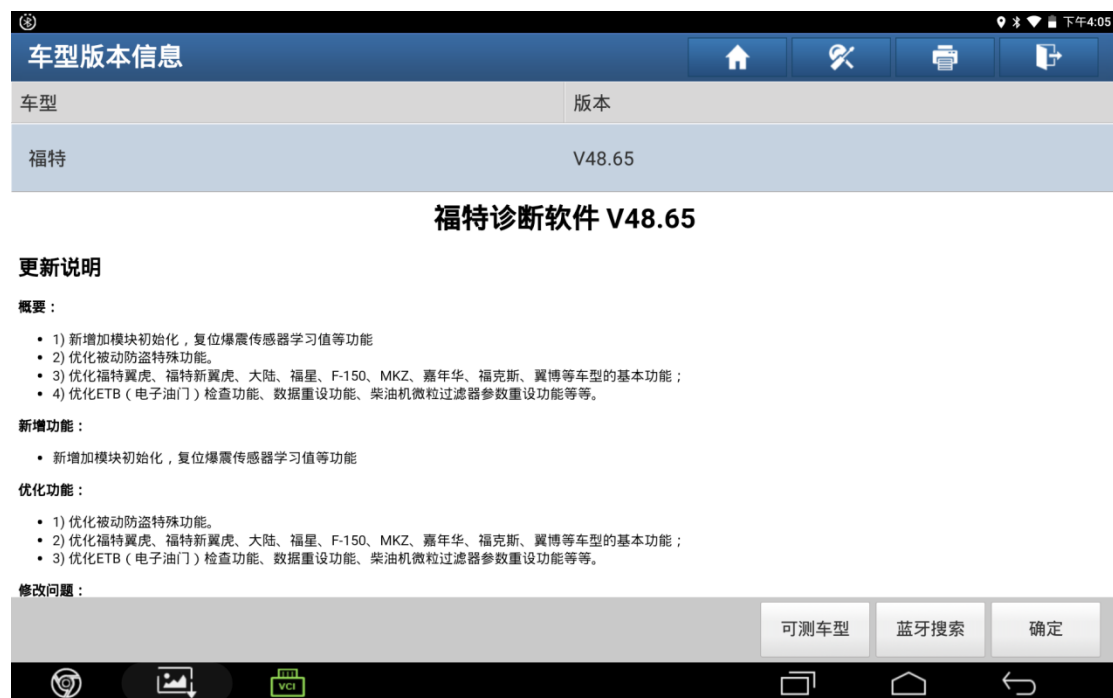 下午4:05
车型版本信息
车型 版本
福特 V48.65
福特诊断软件 V48.65
更新说明
概要：
• 1) 新增加模块初始化，复位爆震传感器学习值等功能
• 2) 优化被动防盗特殊功能。
• 3) 优化福特翼虎、福特新翼虎、大陆、福星、F-150、MKZ、嘉年华、福克斯、翼博等车型的基本功能；
• 4) 优化ETB（电子油门）检查功能、数据重设功能、柴油机微粒过滤器参数重设功能等等。
新增功能：
• 新增加模块初始化，复位爆震传感器学习值等功能
优化功能：
• 1) 优化被动防盗特殊功能。
• 2) 优化福特翼虎、福特新翼虎、大陆、福星、F-150、MKZ、嘉年华、福克斯、翼博等车型的基本功能；
• 3) 优化ETB（电子油门）检查功能、数据重设功能、柴油机微粒过滤器参数重设功能等等。
修改问题：
可测车型 蓝牙搜索 确定
VCI